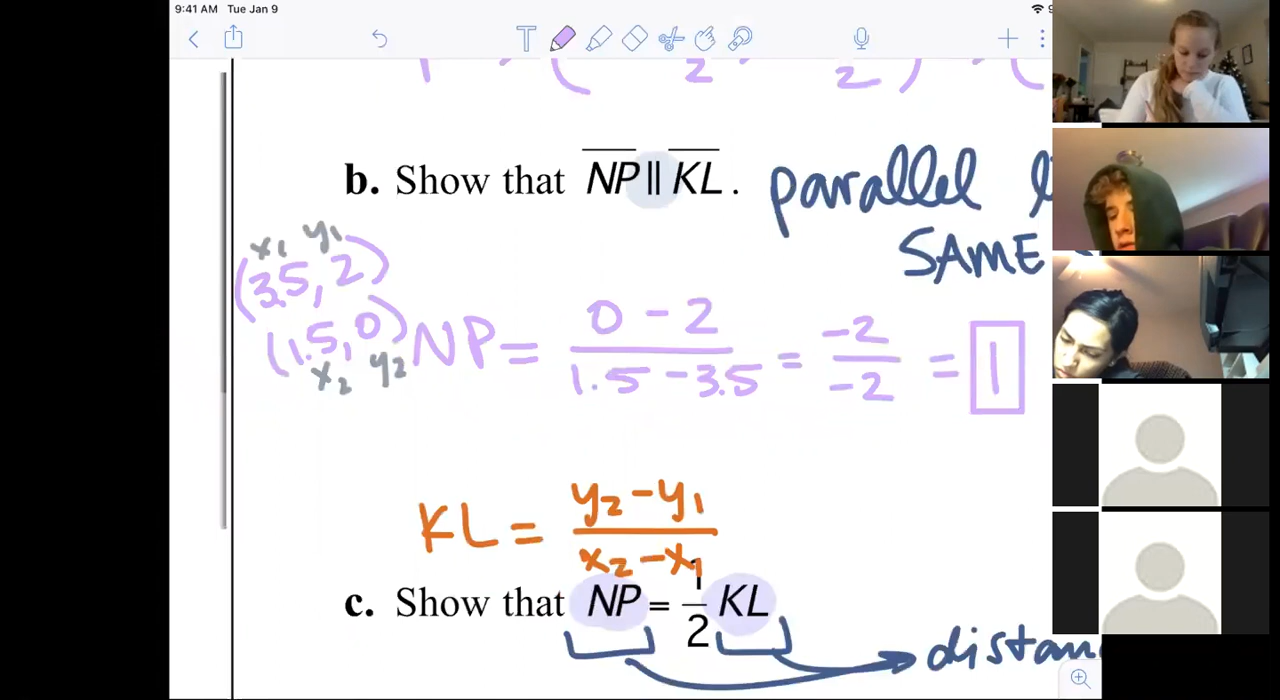 9:41 AM Tue Jan 9
b. Show that NP || KL.
parallel
SAME
x1 y1
(3.5, 2)
(1.5, 0)
x2 y2
NP = 0 - 2 / 1.5 - 3.5 = -2 / -2 = 1
KL = y2 - y1 / x2 - x1
c. Show that NP = 1/2 KL
distan